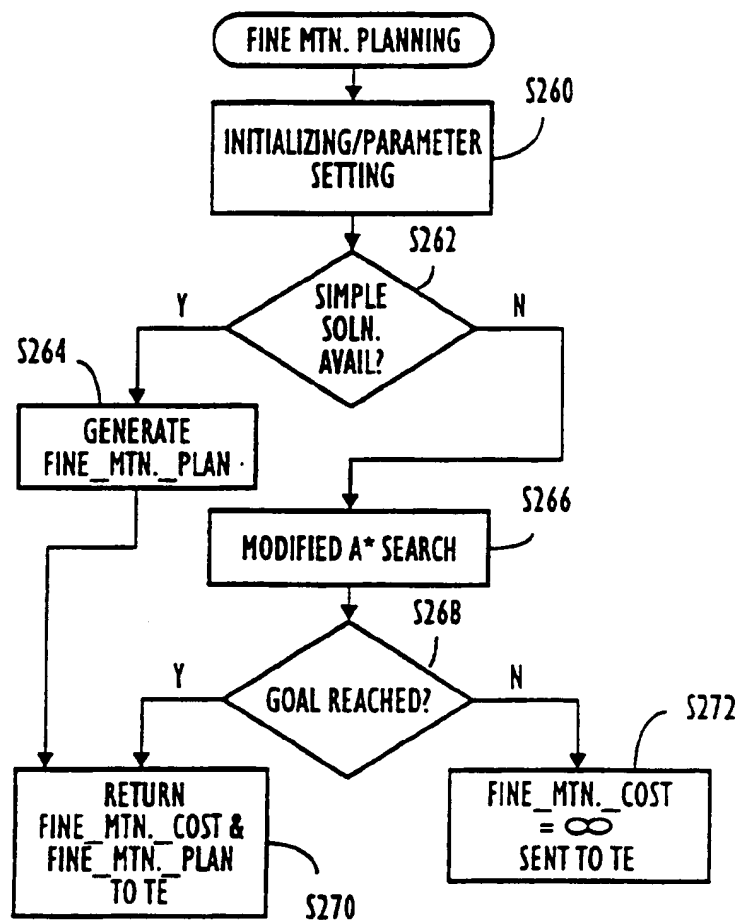 FINE MTN. PLANNING
S260
INITIALIZING/PARAMETER
SETTING
S262
SIMPLE
SOLN.
AVAIL?
Y
N
S264
GENERATE
FINE_MTN._PLAN
S266
MODIFIED A* SEARCH
S268
GOAL REACHED?
Y
N
S272
RETURN
FINE_MTN._COST &
FINE_MTN._PLAN
TO TE
S270
FINE_MTN._COST
= ∞
SENT TO TE